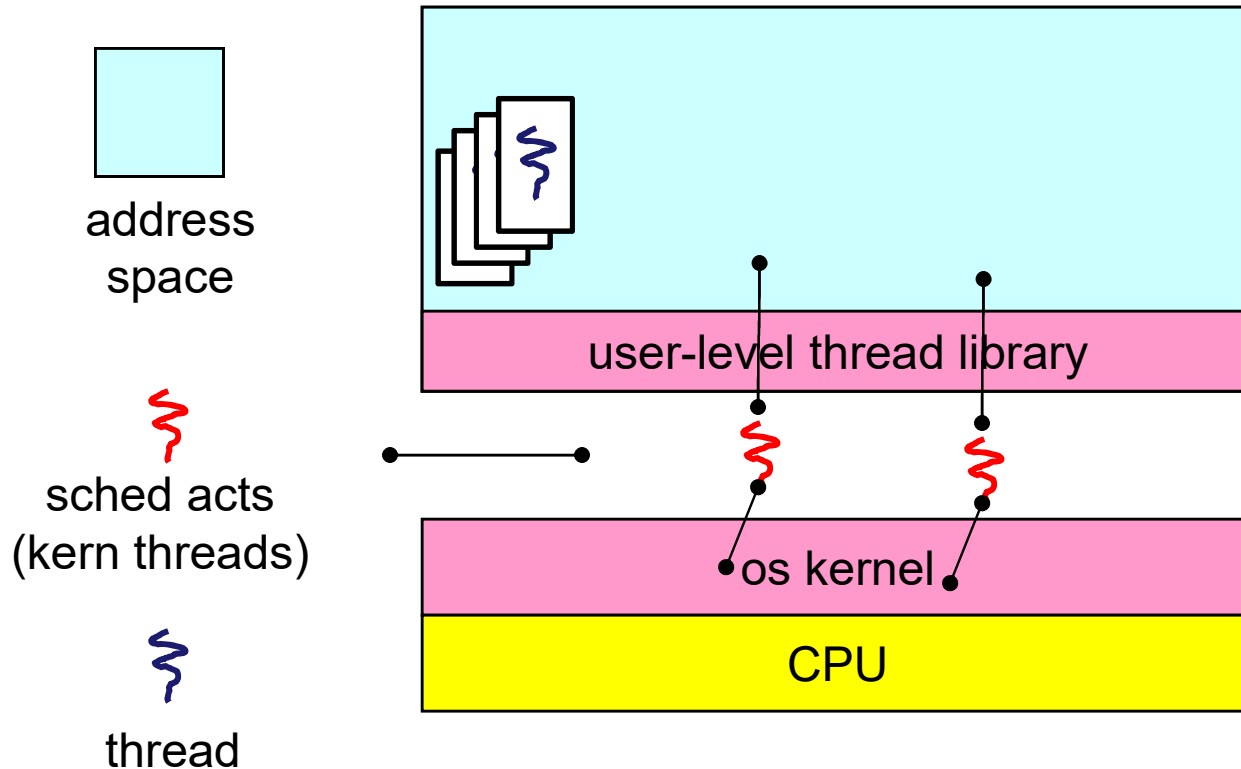 address
space
user-level thread library
sched acts
(kern threads)
os kernel
CPU
thread